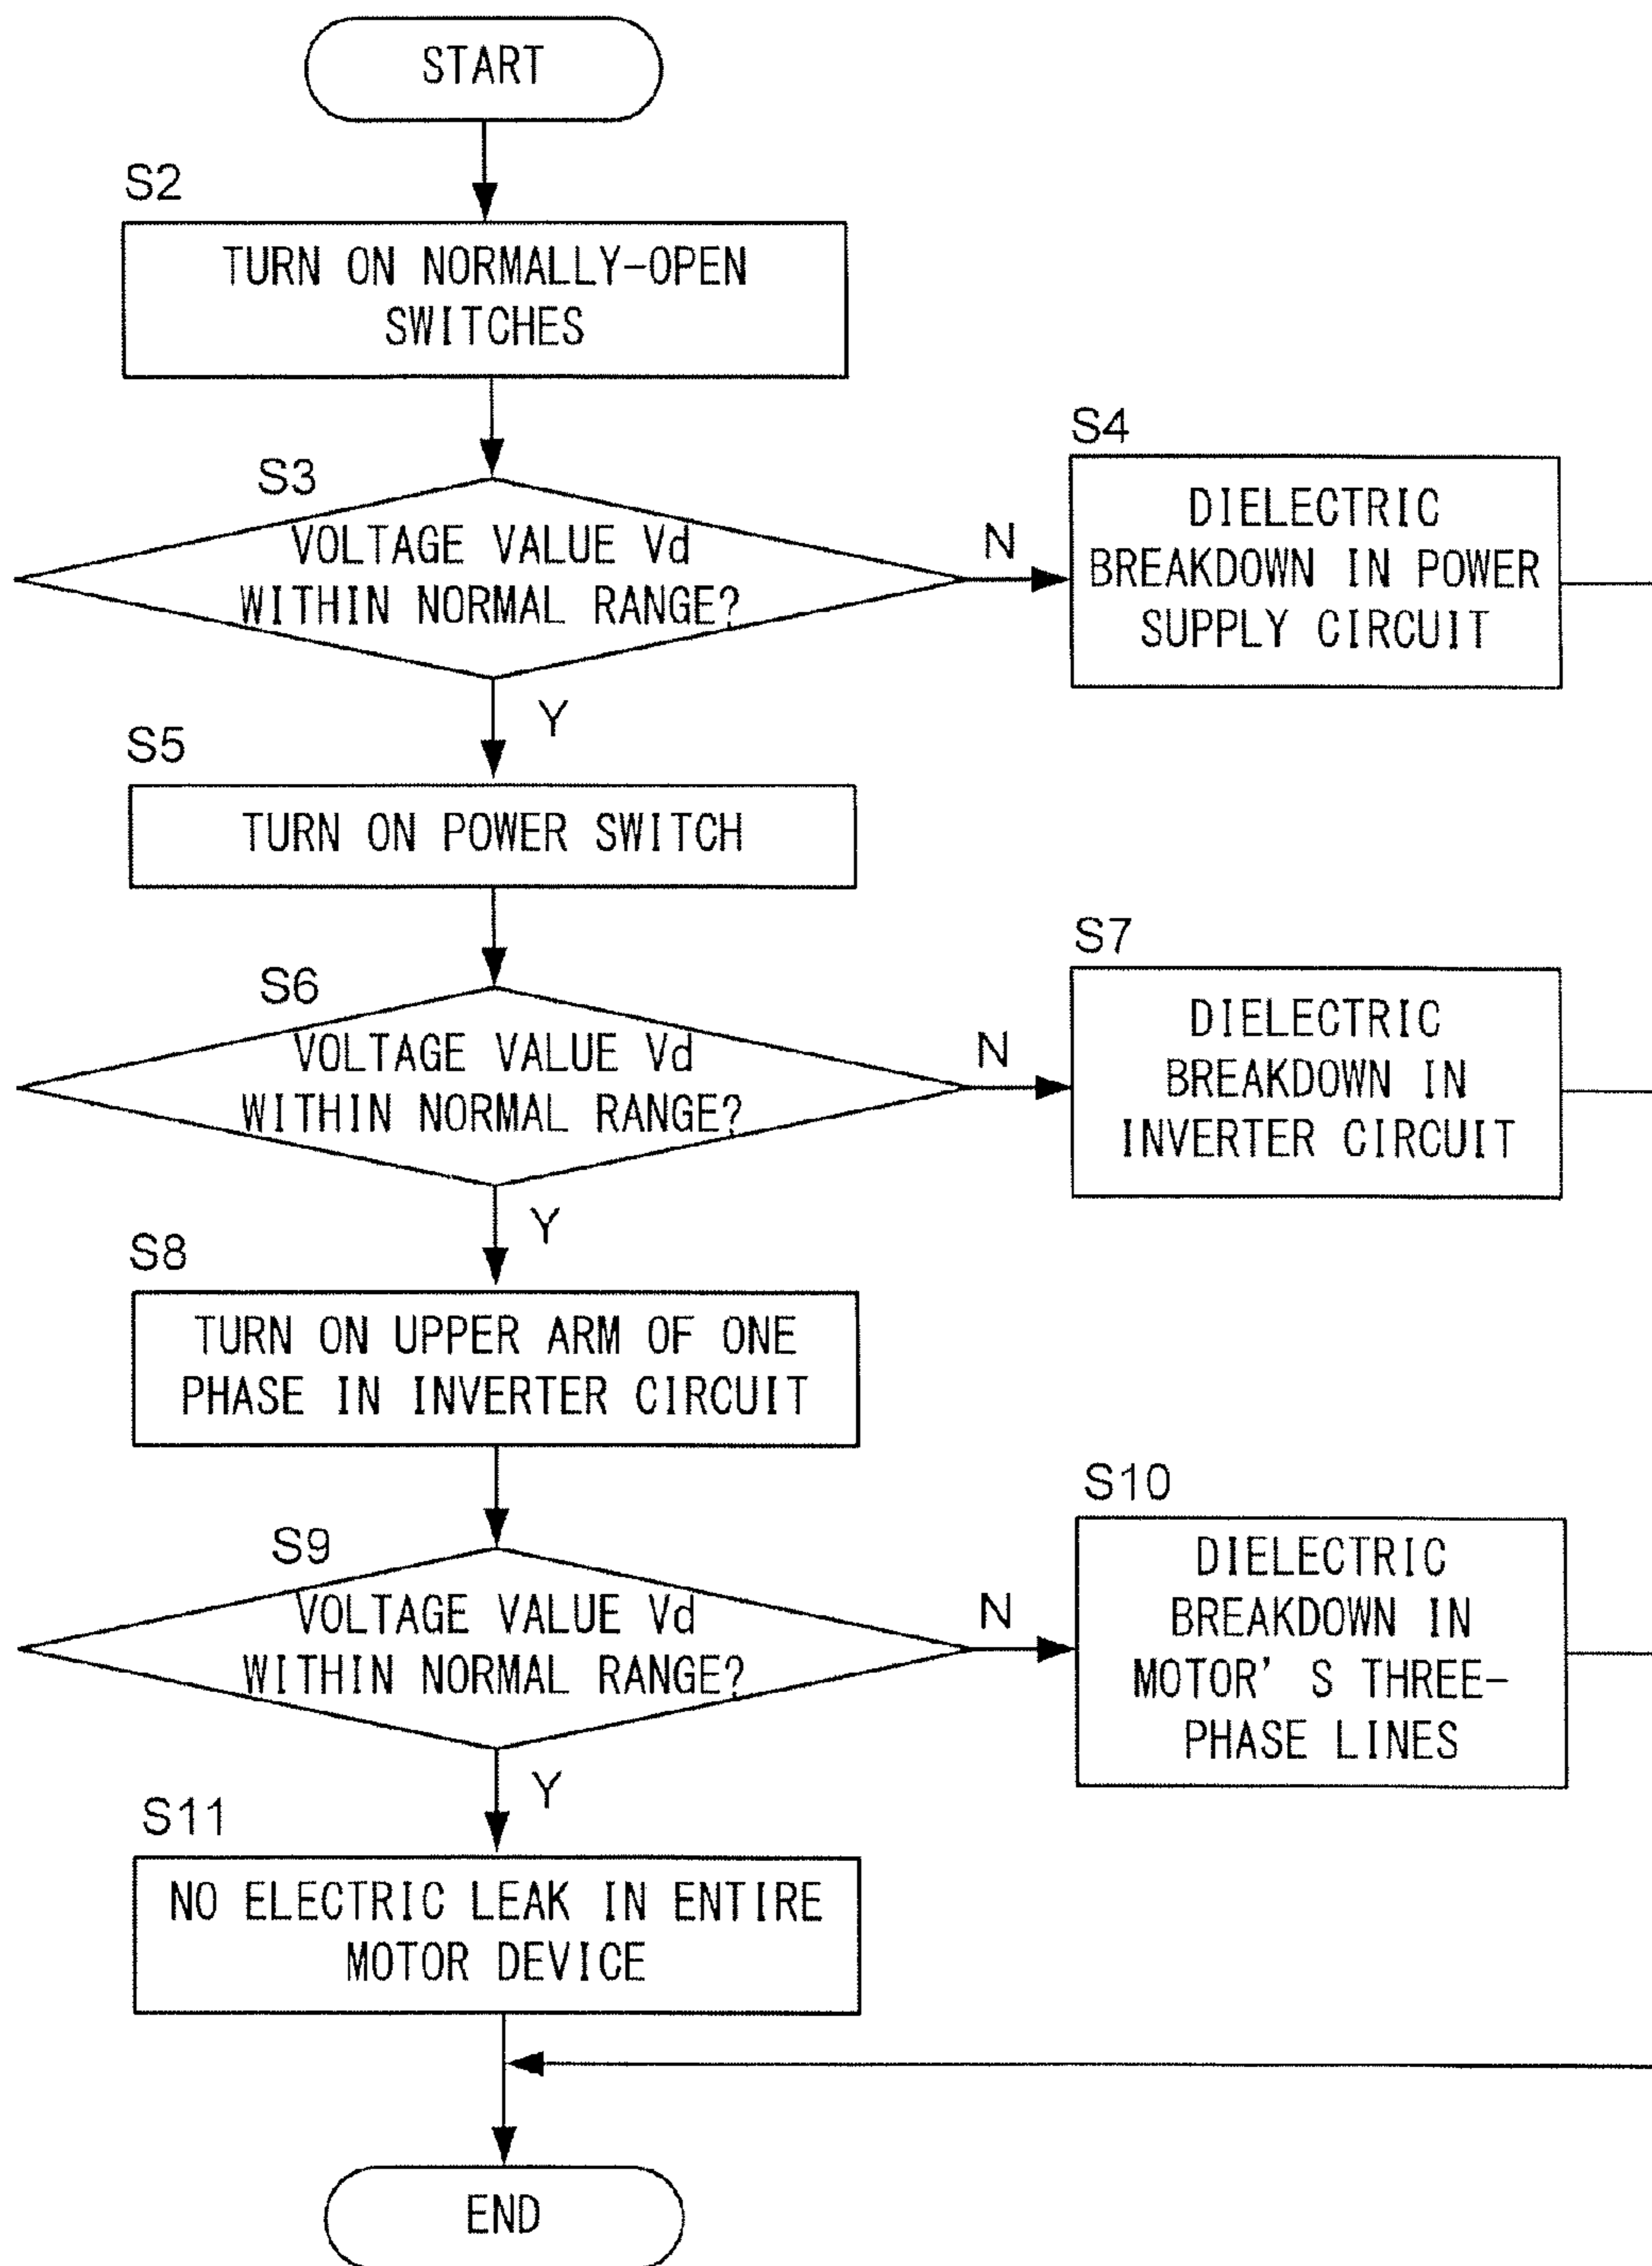 START
S2
TURN ON NORMALLY-OPEN
SWITCHES
S3
VOLTAGE VALUE Vd
WITHIN NORMAL RANGE?
N
S4
DIELECTRIC
BREAKDOWN IN POWER
SUPPLY CIRCUIT
Y
S5
TURN ON POWER SWITCH
S6
VOLTAGE VALUE Vd
WITHIN NORMAL RANGE?
N
S7
DIELECTRIC
BREAKDOWN IN
INVERTER CIRCUIT
Y
S8
TURN ON UPPER ARM OF ONE
PHASE IN INVERTER CIRCUIT
S9
VOLTAGE VALUE Vd
WITHIN NORMAL RANGE?
N
S10
DIELECTRIC
BREAKDOWN IN
MOTOR' S THREE-
PHASE LINES
Y
S11
NO ELECTRIC LEAK IN ENTIRE
MOTOR DEVICE
END